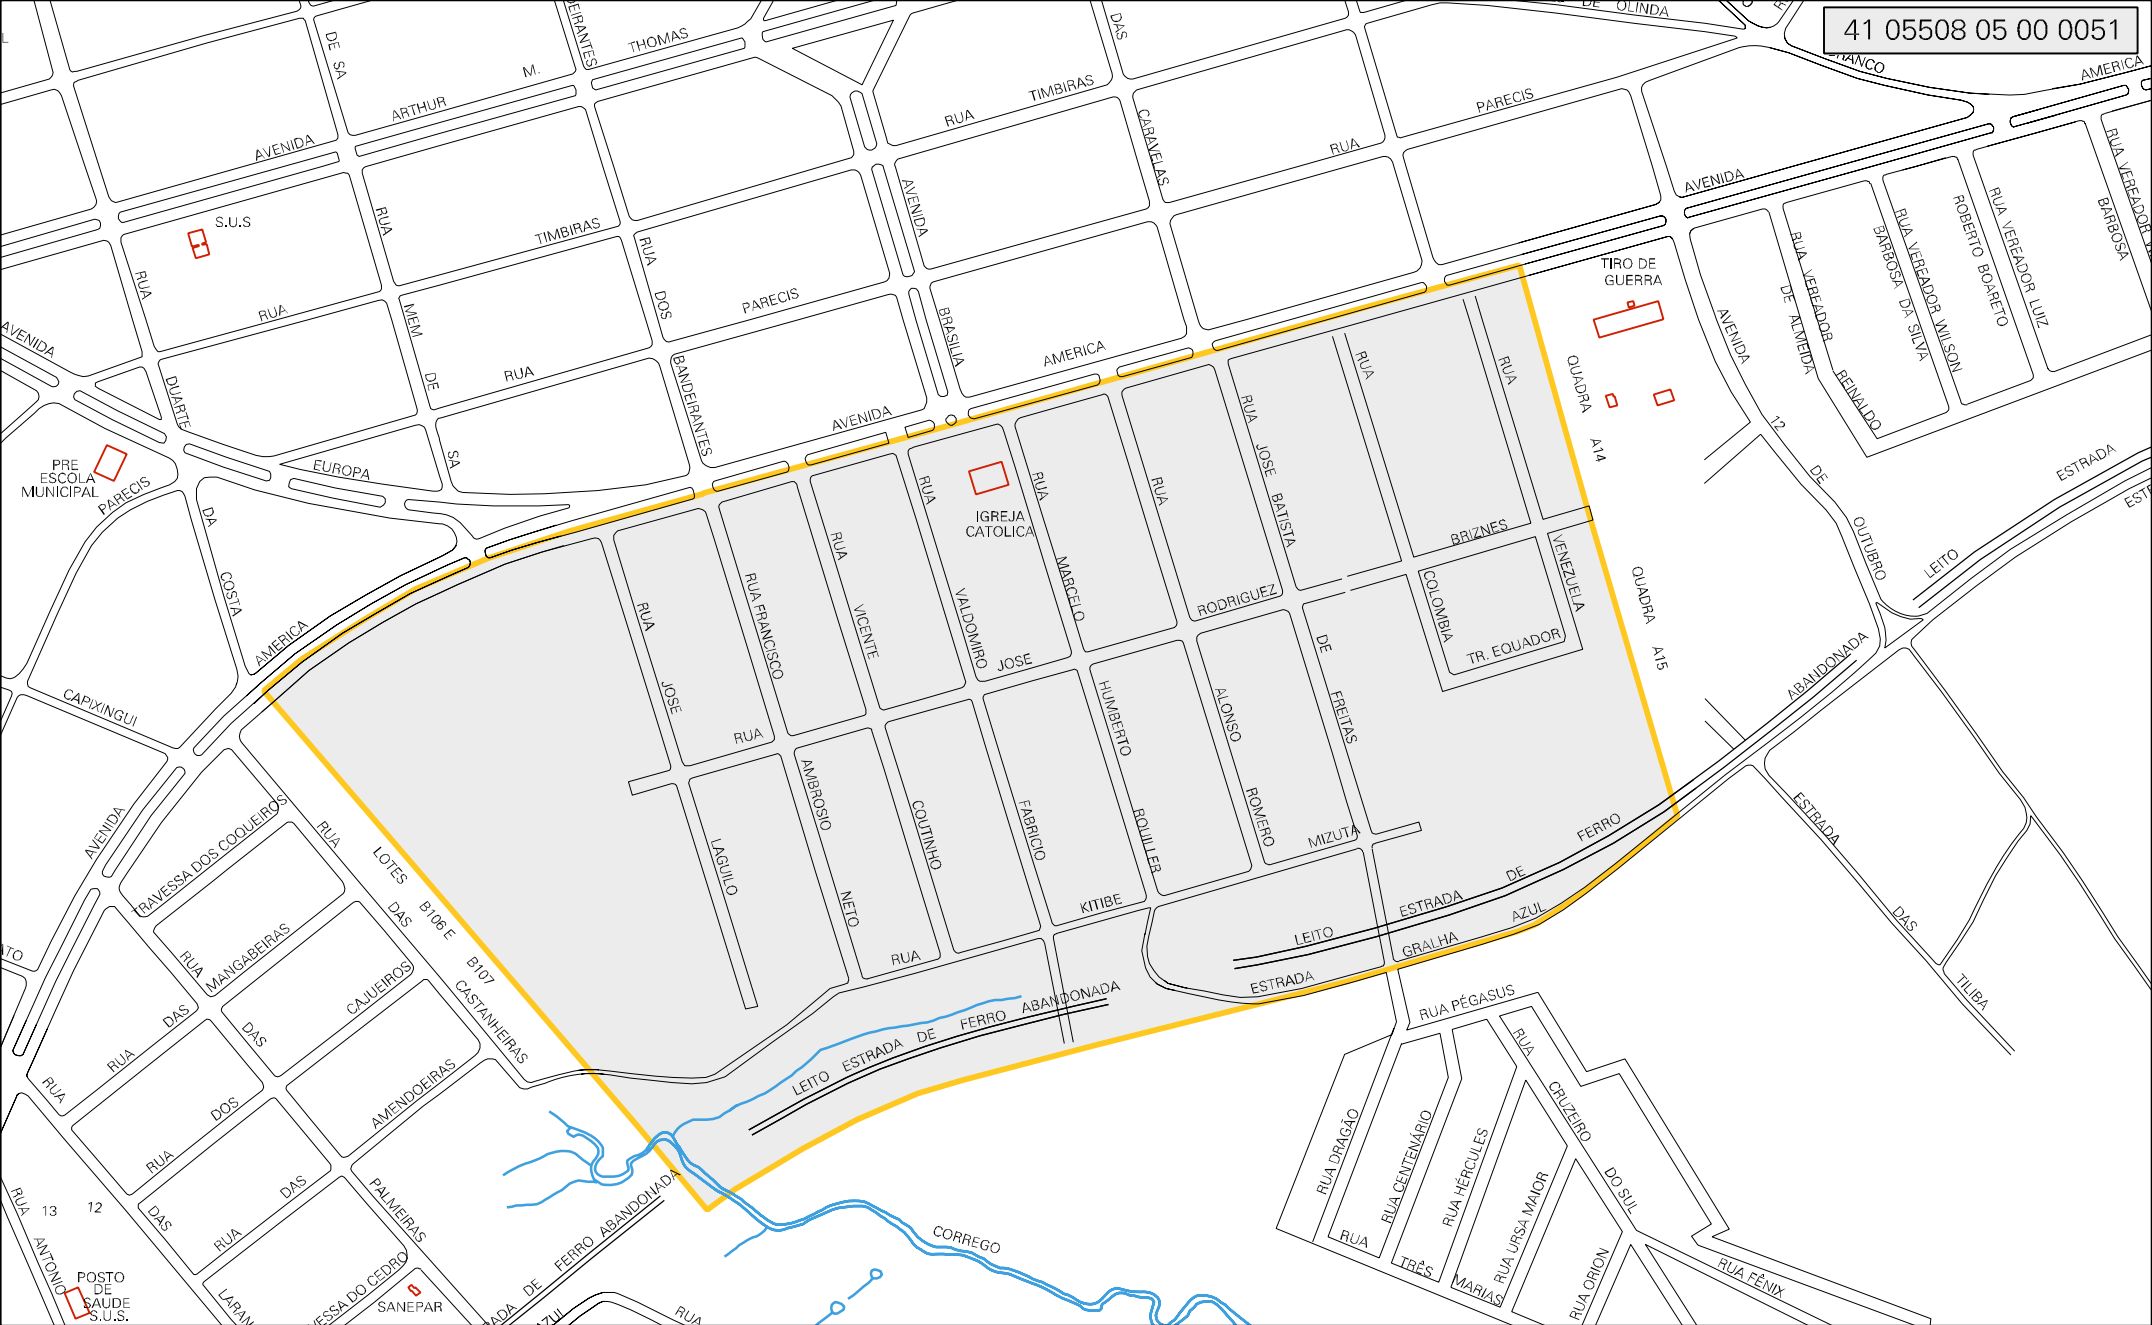 41 05508 05 00 0051
DE OLINDA
BRANCO
AMERICA
THOMAS
M.
ARTHUR
AVENIDA
DE SA
DAS
TIMBIRAS
RUA
PARECIS
RUA
CARAVELAS
AVENIDA
S.U.S
RUA
RUA
TIMBIRAS
RUA
DOS
BANDEIRANTES
AVENIDA
BRASILIA
RUA
PARECIS
RUA
MEM
DE
SA
RUA
AVENIDA
AMERICA
AVENIDA
DUARTE
DA
COSTA
EUROPA
PRE
ESCOLA
MUNICIPAL
PARECIS
AMERICA
CAPIXINGUI
AVENIDA
TIRO DE
GUERRA
QUADRA
A14
QUADRA
A15
AVENIDA
12
DE
OUTUBRO
RUA VEREADOR
DE ALMEIDA
REINALDO
RUA VEREADOR WILSON
BARBOSA DA SILVA
RUA VEREADOR LUIZ
ROBERTO BOARETO
RUA VEREADOR
BARBOSA
ESTRADA
LEITO
ABANDONADA
IGREJA
CATOLICA
RUA
JOSE
LAGUILO
RUA FRANCISCO
AMBROSIO
NETO
RUA
VICENTE
COUTINHO
RUA
VALDOMIRO
FABRICIO
RUA
MARCELO
HUMBERTO
ROUILLER
RUA
ALONSO
ROMERO
RUA
JOSE BATISTA
DE
FREITAS
RUA
COLOMBIA
RUA
VENEZUELA
BRIZNES
RODRIGUEZ
JOSE
RUA
TR. EQUADOR
MIZUTA
KITIBE
RUA
LEITO
ESTRADA
DE
FERRO
ESTRADA
GRALHA
AZUL
LEITO ESTRADA DE FERRO ABANDONADA
LOTES
B106 E
B107
RUA
DAS
CASTANHEIRAS
TRAVESSA DOS COQUEIROS
RUA
DAS
PALMEIRAS
MANGABEIRAS
DAS
RUA
CAJUEIROS
DOS
RUA
AMENDOEIRAS
DAS
RUA
RUA
DAS
ANTONIO
RUA
13
12
POSTO
DE
SAUDE
S.U.S.
SANEPAR
DE FERRO ABANDONADA
RUA
CORREGO
RUA PÉGASUS
RUA
CRUZEIRO
DO SUL
RUA DRAGÃO
RUA CENTENÁRIO
RUA HÉRCULES
RUA URSA MAIOR
RUA ORION
RUA
TRÊS
MARIAS
RUA FÊNIX
ESTRADA
DAS
TILIBA